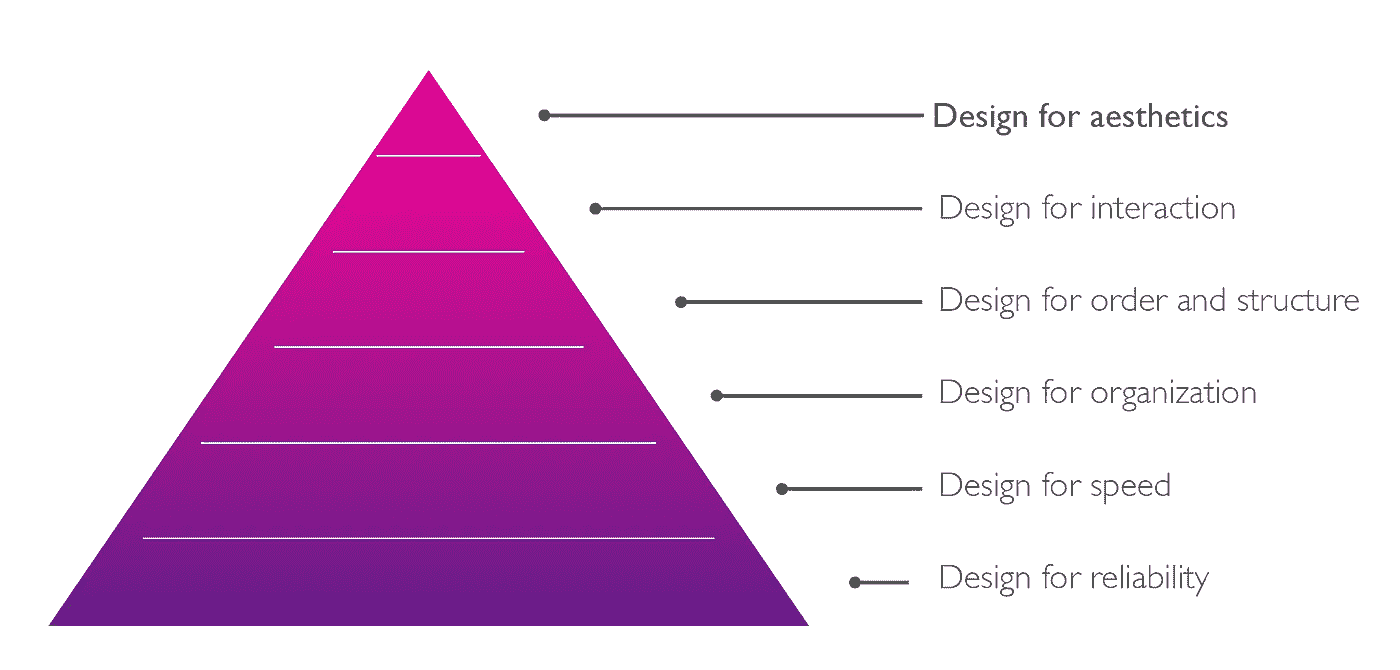 Design for aesthetics
Design for interaction
Design for order and structure
Design for organization
Design for speed
Design for reliability